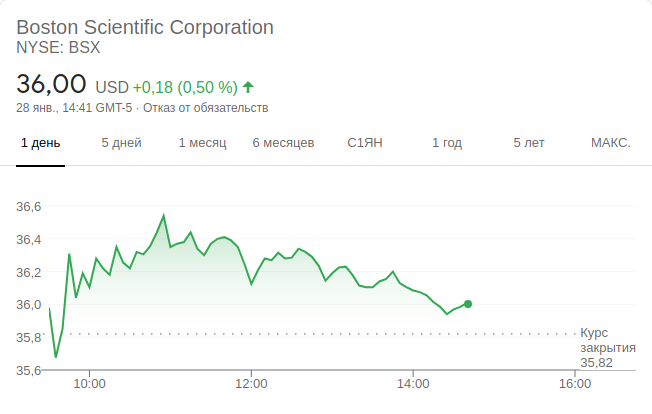 Boston Scientific Corporation
NYSE: BSX
36,00 USD +0,18 (0,50 %)
28 янв., 14:41 GMT-5 · Отказ от обязательств
1 день 5 дней 1 месяц 6 месяцев С1ЯН 1 год 5 лет МАКС.
36,6
36,4
36,2
36,0
35,8
35,6
Курс
закрытия
35,82
10:00 12:00 14:00 16:00